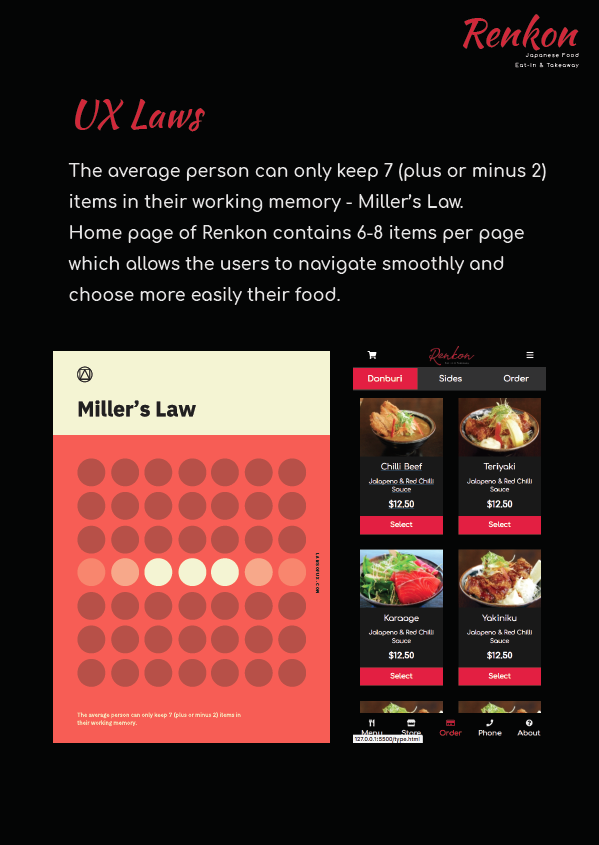 Renkon
Japanese Food
Eat-In & Takeaway
UX Laws
The average person can only keep 7 (plus or minus 2)
items in their working memory - Miller's Law.
Home page of Renkon contains 6-8 items per page
which allows the users to navigate smoothly and
choose more easily their food.
Miller's Law
LAWSOFUX.COM
The average person can only keep 7 (plus or minus 2) items in
their working memory.
Renkon
Donburi Sides Order
Chilli Beef
Jalapeno & Red Chilli
Sauce
$12.50
Select
Teriyaki
Jalapeno & Red Chilli
Sauce
$12.50
Select
Karaage
Jalapeno & Red Chilli
Sauce
$12.50
Select
Yakiniku
Jalapeno & Red Chilli
Sauce
$12.50
Select
Menu Store Order Phone About
127.0.0.1:5500/type.html